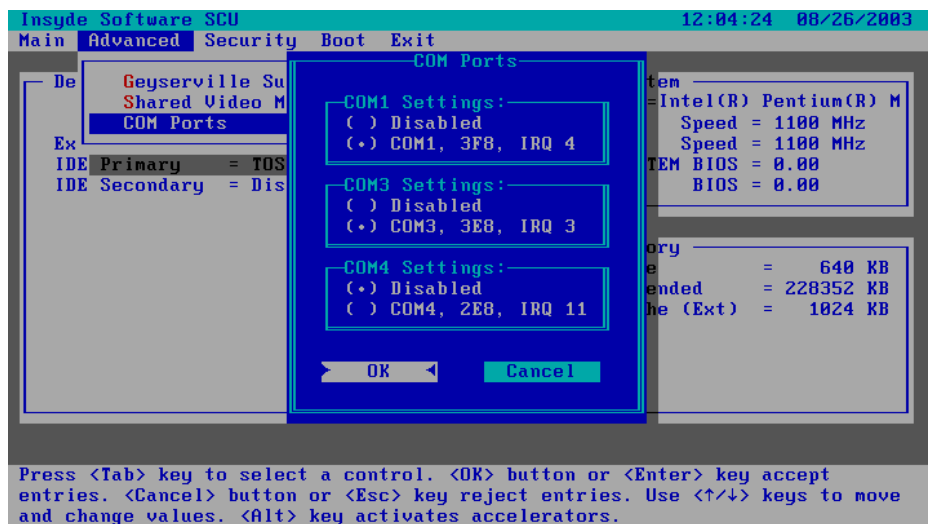 Insyde Software SCU 12:04:24 08/26/2003
Main Advanced Security Boot Exit
COM Ports
De Geyserville Su tem
Shared Video M =Intel(R) Pentium(R) M
COM1 Settings:
COM Ports ( ) Disabled Speed = 1100 MHz
Ex (•) COM1, 3F8, IRQ 4 Speed = 1100 MHz
IDE Primary = TOS TEM BIOS = 0.00
IDE Secondary = Dis COM3 Settings: BIOS = 0.00
( ) Disabled
(•) COM3, 3E8, IRQ 3
ory
COM4 Settings: e = 640 KB
(•) Disabled ended = 228352 KB
( ) COM4, 2E8, IRQ 11 he (Ext) = 1024 KB
OK Cancel
Press <Tab> key to select a control. <OK> button or <Enter> key accept
entries. <Cancel> button or <Esc> key reject entries. Use <↑/↓> keys to move
and change values. <Alt> key activates accelerators.